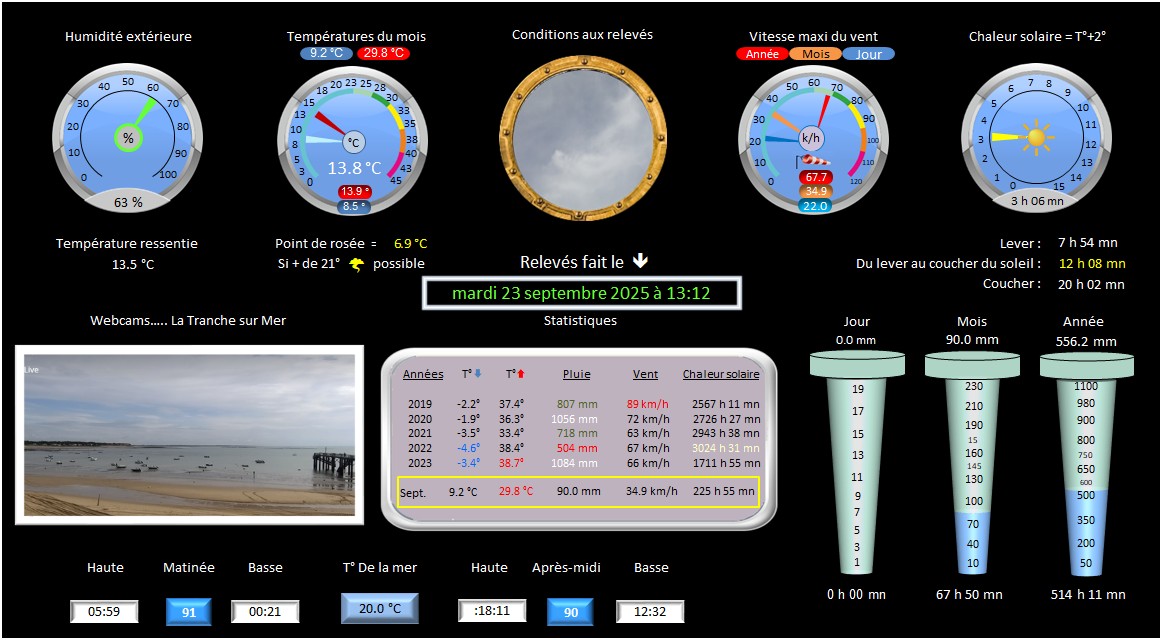 Humidité extérieure
Températures du mois
Conditions aux relevés
Vitesse maxi du vent
Chaleur solaire = T°+2°
9.2 °C 29.8 °C
Année Mois Jour
0 10 20 30 40 50 60 70 80 90 100
%
63 %
0 3 5 8 10 13 15 18 20 23 25 28 30 33 35 38 40 43 45
°C
13.8 °C
13.9 °
8.5 °
0 10 20 30 40 50 60 70 80 90 100 110 120
k/h
67.7
34.9
22.0
0 1 2 3 4 5 6 7 8 9 10 11 12 13 14 15
3 h 06 mn
Température ressentie
13.5 °C
Point de rosée = 6.9 °C
Si + de 21° possible
Relevés fait le
mardi 23 septembre 2025 à 13:12
Lever : 7 h 54 mn
Du lever au coucher du soleil : 12 h 08 mn
Coucher : 20 h 02 mn
Webcams..... La Tranche sur Mer
Live
Statistiques
Années T° T° Pluie Vent Chaleur solaire
2019 -2.2° 37.4° 807 mm 89 km/h 2567 h 11 mn
2020 -1.9° 36.3° 1056 mm 72 km/h 2726 h 27 mn
2021 -3.5° 33.4° 718 mm 63 km/h 2943 h 38 mn
2022 -4.6° 38.4° 504 mm 67 km/h 3024 h 31 mn
2023 -3.4° 38.7° 1084 mm 66 km/h 1711 h 55 mn
Sept. 9.2 °C 29.8 °C 90.0 mm 34.9 km/h 225 h 55 mn
Jour
0.0 mm
19
17
15
13
11
9
7
5
3
1
0 h 00 mn
Mois
90.0 mm
230
210
190
15
160
145
130
100
70
40
10
67 h 50 mn
Année
556.2 mm
1100
980
900
800
750
650
600
500
350
200
50
514 h 11 mn
Haute Matinée Basse T° De la mer Haute Après-midi Basse
05:59 91 00:21 20.0 °C :18:11 90 12:32